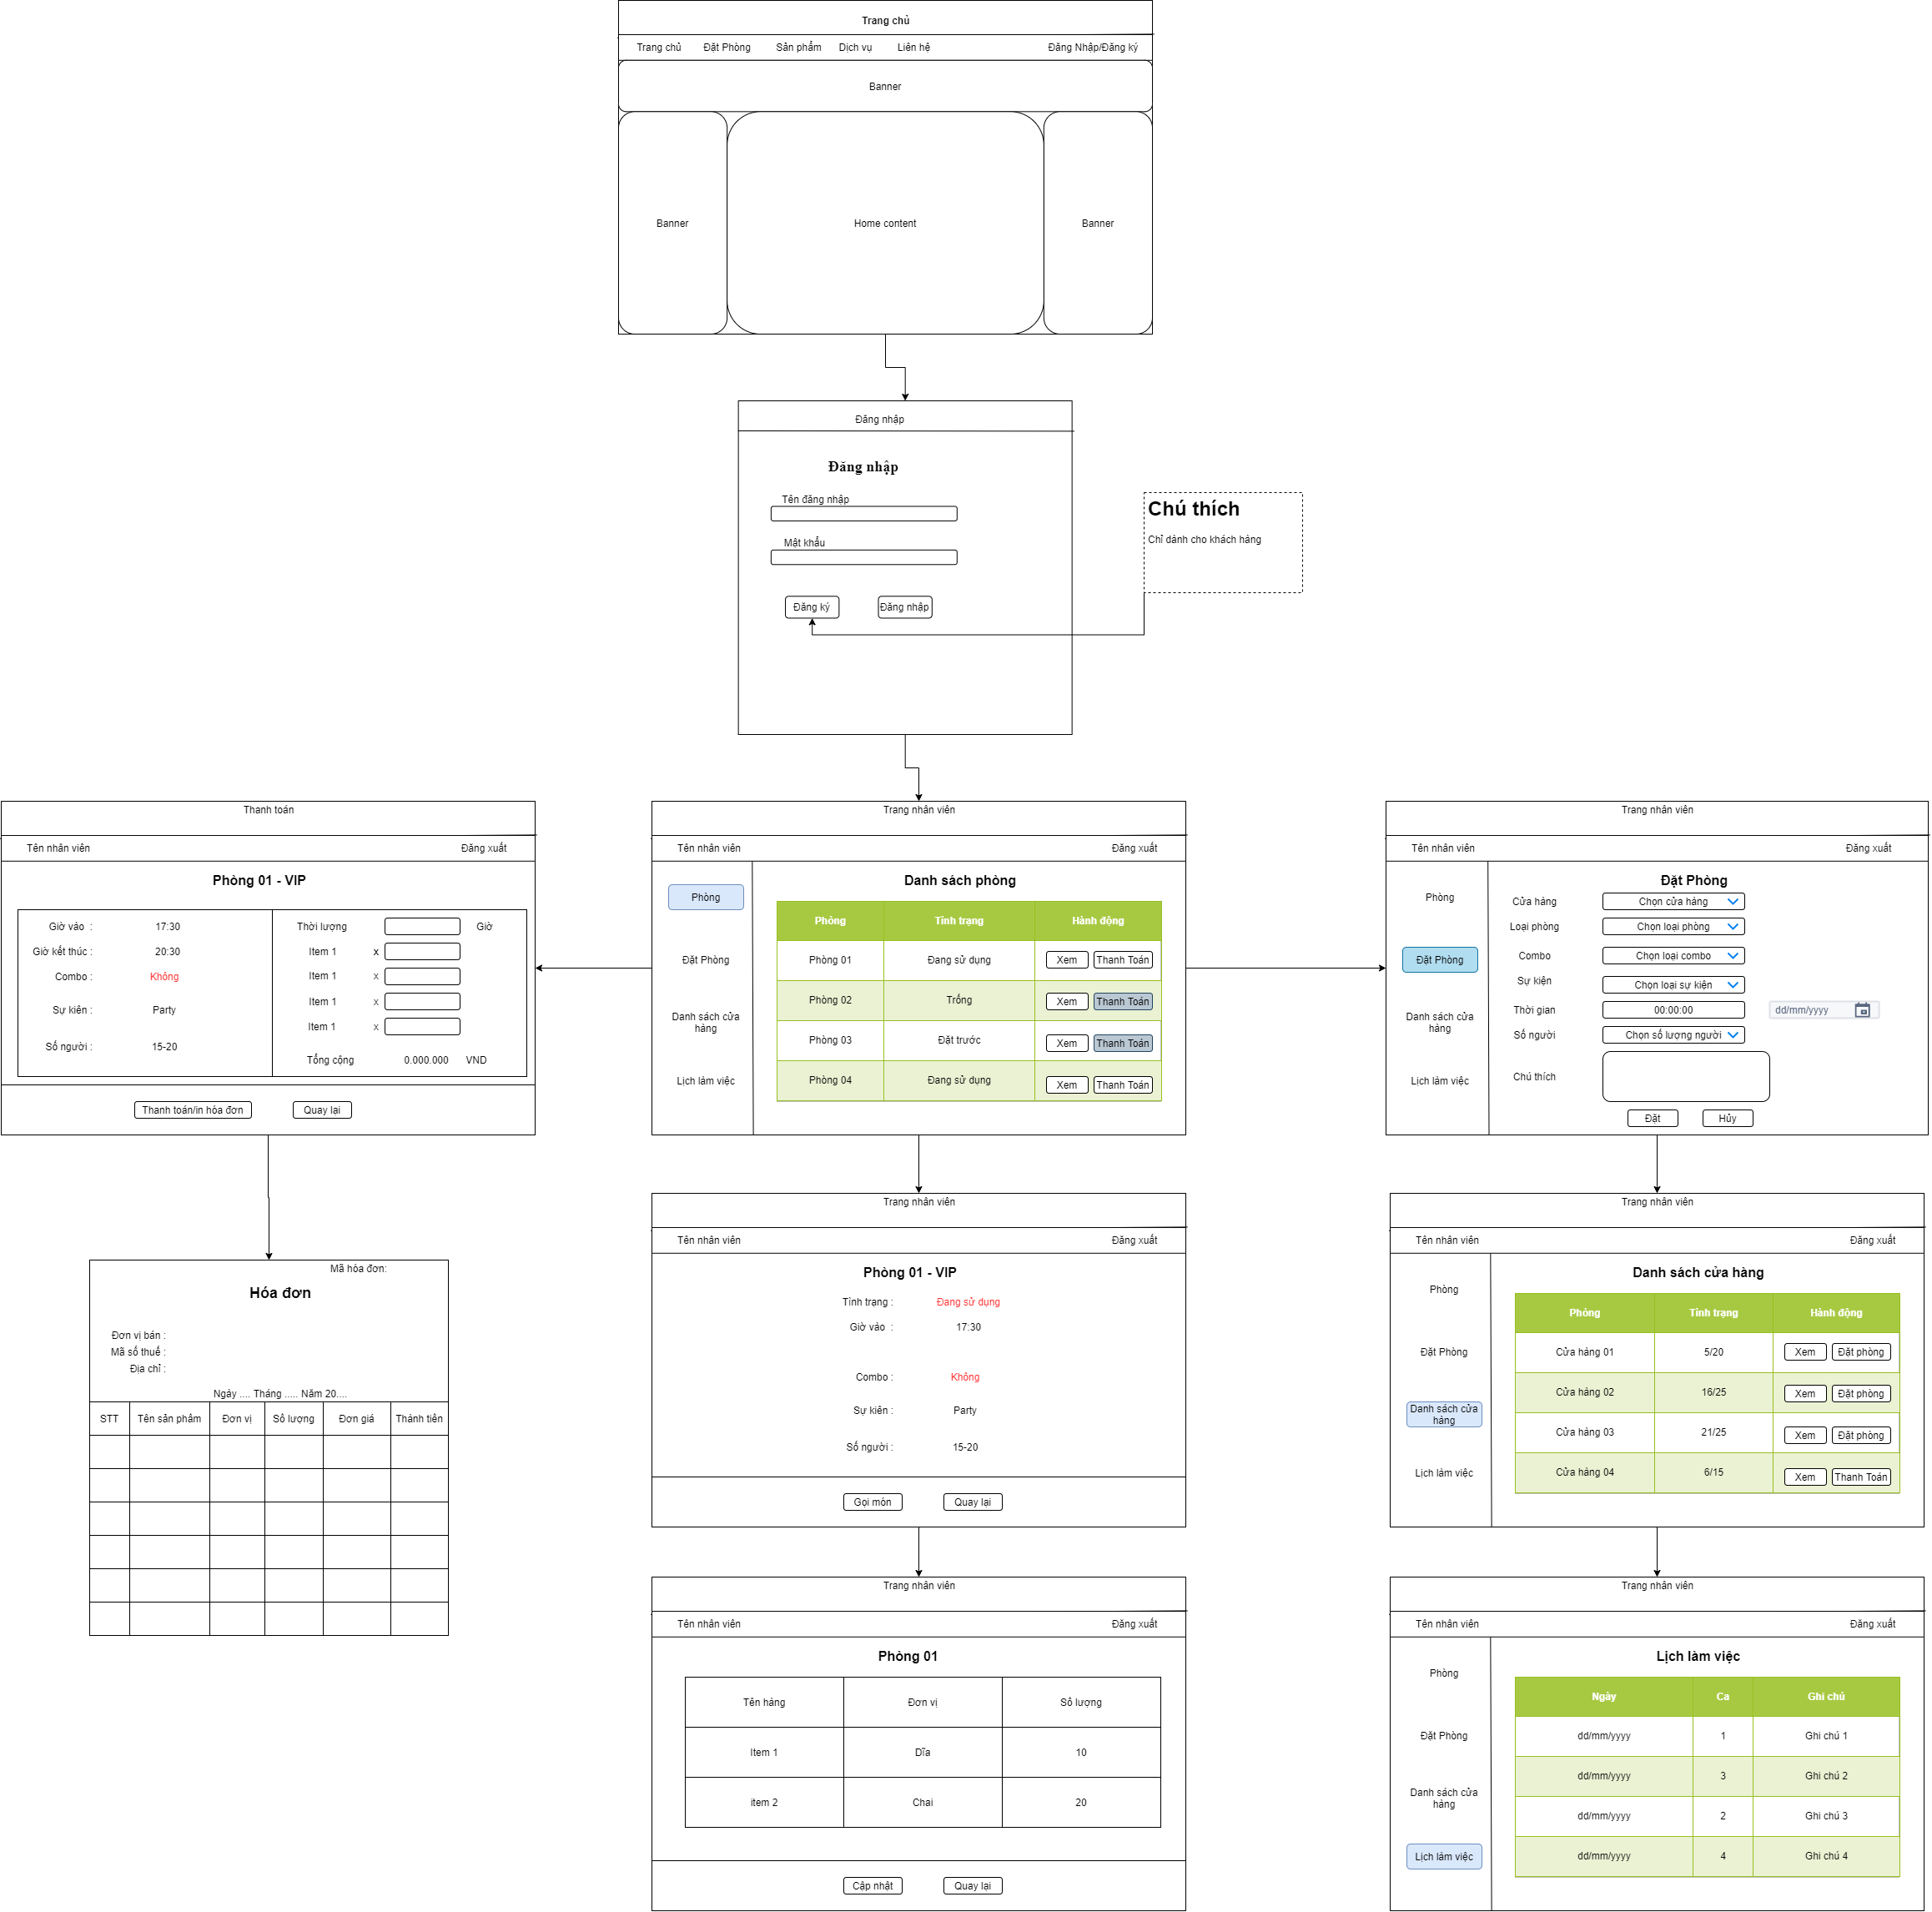 Trang chủ
Trang chủ Đặt Phòng Sản phẩm Dịch vụ Liên hệ Đăng Nhập/Đăng ký
Banner
Banner Home content Banner
Đăng nhập
Đăng nhập
Tên đăng nhập
Mật khẩu
Đăng ký Đăng nhập
Chú thích
Chỉ dành cho khách hàng
Thanh toán
Tên nhân viên Đăng xuất
Phòng 01 - VIP
Giờ vào : 17:30 Thời lượng Giờ
Giờ kết thúc : 20:30 Item 1 x
Combo : Không Item 1 x
Sự kiên : Party Item 1 x
Item 1 x
Số người : 15-20
Tổng cộng 0.000.000 VND
Thanh toán/in hóa đơn Quay lại
Trang nhân viên
Tên nhân viên Đăng xuất
Phòng
Đặt Phòng
Danh sách cửa
hàng
Lịch làm việc
Danh sách phòng
Phòng Tình trạng Hành động
Phòng 01 Đang sử dụng Xem Thanh Toán
Phòng 02 Trống Xem Thanh Toán
Phòng 03 Đặt trước Xem Thanh Toán
Phòng 04 Đang sử dụng Xem Thanh Toán
Trang nhân viên
Tên nhân viên Đăng xuất
Phòng
Đặt Phòng
Danh sách cửa
hàng
Lịch làm việc
Đặt Phòng
Cửa hàng Chọn cửa hàng
Loại phòng Chọn loại phòng
Combo Chọn loại combo
Sự kiện Chọn loại sự kiện
Thời gian 00:00:00 dd/mm/yyyy
Số người Chọn số lượng người
Chú thích
Đặt Hủy
Mã hóa đơn:
Hóa đơn
Đơn vị bán :
Mã số thuế :
Địa chỉ :
Ngày .... Tháng ..... Năm 20....
STT Tên sản phẩm Đơn vị Số lượng Đơn giá Thành tiền
Trang nhân viên
Tên nhân viên Đăng xuất
Phòng 01 - VIP
Tình trạng : Đang sử dụng
Giờ vào : 17:30
Combo : Không
Sự kiên : Party
Số người : 15-20
Gọi món Quay lại
Trang nhân viên
Tên nhân viên Đăng xuất
Phòng
Đặt Phòng
Danh sách cửa
hàng
Lịch làm việc
Danh sách cửa hàng
Phòng Tình trạng Hành động
Cửa hàng 01 5/20 Xem Đặt phòng
Cửa hàng 02 16/25 Xem Đặt phòng
Cửa hàng 03 21/25 Xem Đặt phòng
Cửa hàng 04 6/15 Xem Thanh Toán
Trang nhân viên
Tên nhân viên Đăng xuất
Phòng 01
Tên hàng Đơn vị Số lượng
Item 1 Dĩa 10
item 2 Chai 20
Cập nhật Quay lại
Trang nhân viên
Tên nhân viên Đăng xuất
Phòng
Đặt Phòng
Danh sách cửa
hàng
Lịch làm việc
Lịch làm việc
Ngày Ca Ghi chú
dd/mm/yyyy 1 Ghi chú 1
dd/mm/yyyy 3 Ghi chú 2
dd/mm/yyyy 2 Ghi chú 3
dd/mm/yyyy 4 Ghi chú 4